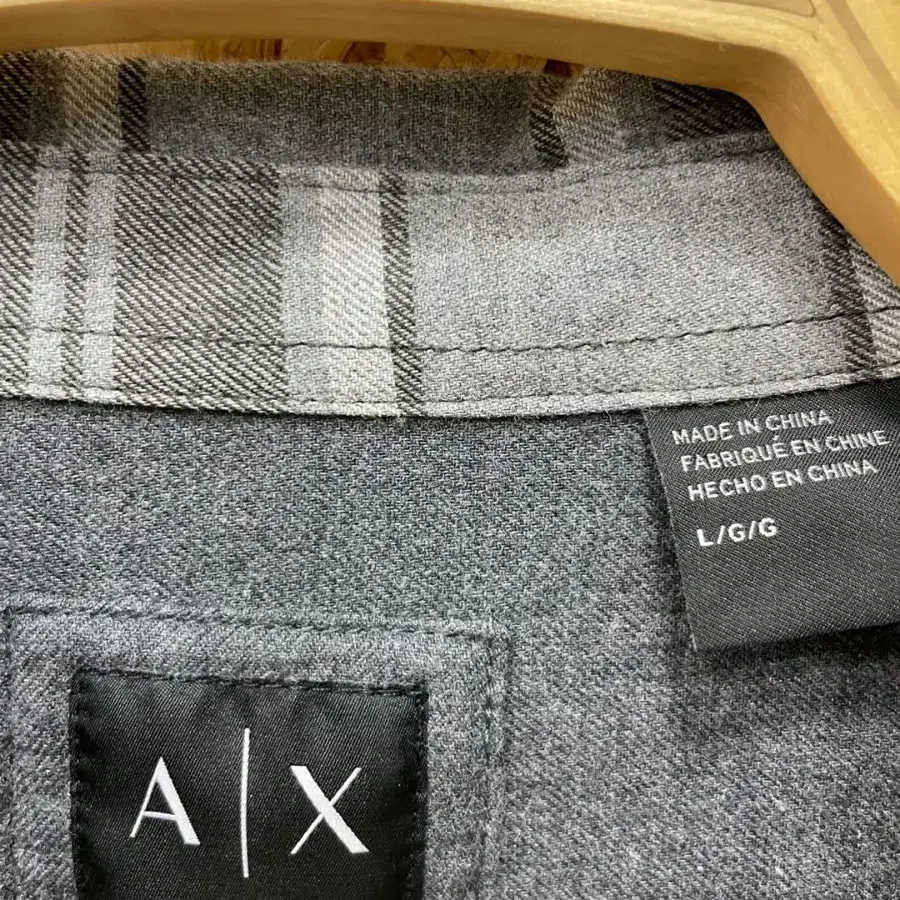 MADE IN CHINA
FABRIQUÉ EN CHINE
HECHO EN CHINA
L/G/G
A|X